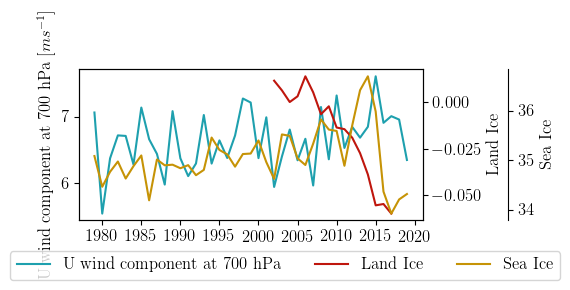 U wind component at 700 hPa [ms⁻¹]
7
6
0.000
−0.025
−0.050
Land Ice
36
35
34
Sea Ice
1980 1985 1990 1995 2000 2005 2010 2015 2020
U wind component at 700 hPa Land Ice Sea Ice